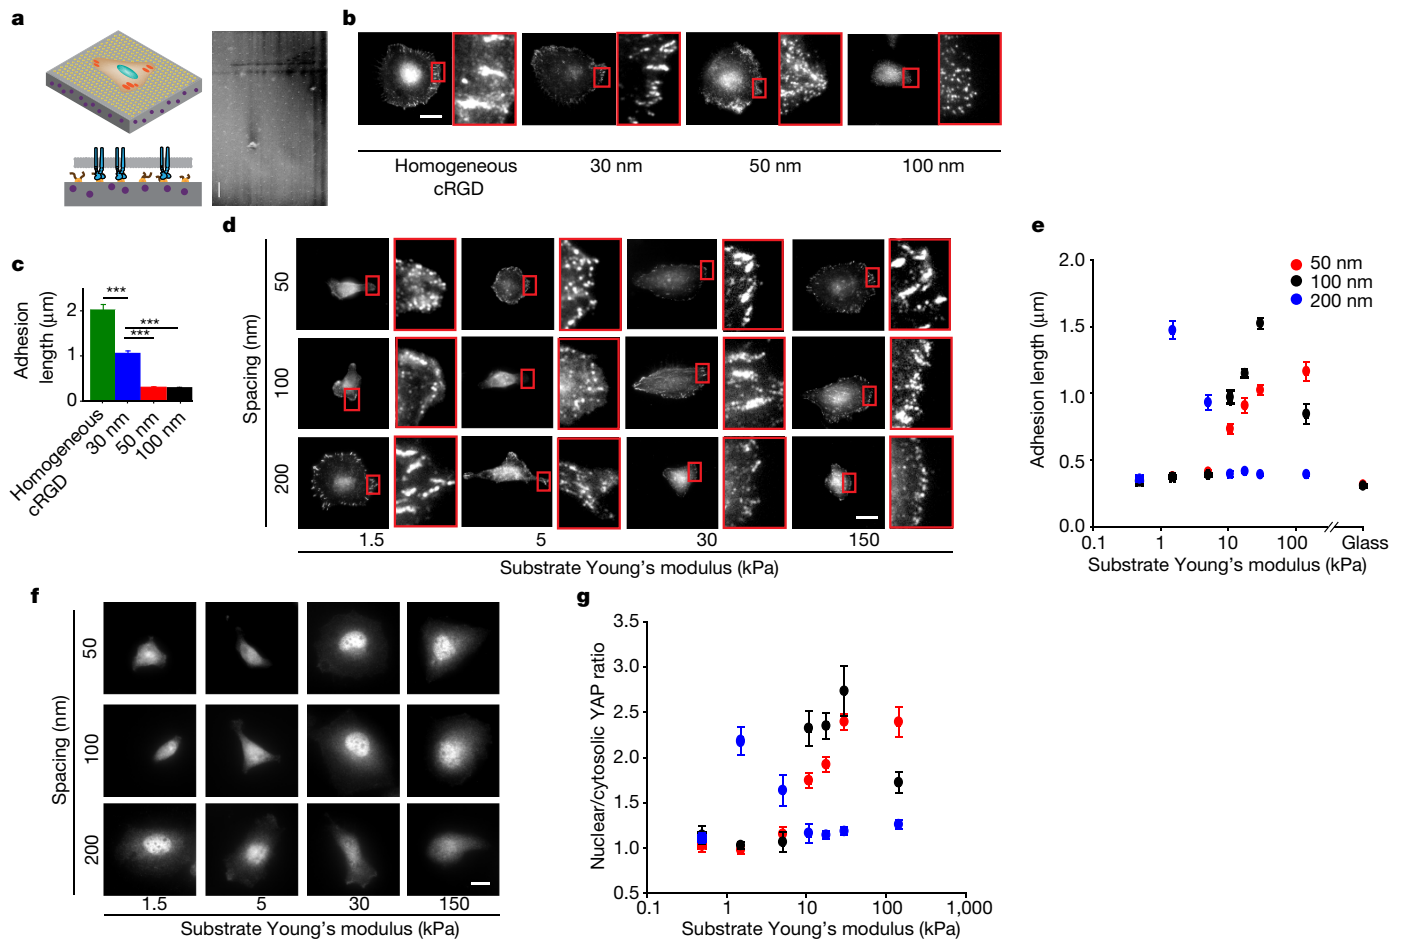 a
b
Homogeneous
cRGD
30 nm
50 nm
100 nm
c
Adhesion
length (μm)
2
1
0
***
***
***
Homogeneous
cRGD
30 nm
50 nm
100 nm
d
Spacing (nm)
50
100
200
1.5
5
30
150
Substrate Young's modulus (kPa)
e
Adhesion length (μm)
2.0
1.5
1.0
0.5
0.0
50 nm
100 nm
200 nm
0.1
1
10
100
Glass
Substrate Young's modulus (kPa)
f
Spacing (nm)
50
100
200
1.5
5
30
150
Substrate Young's modulus (kPa)
g
Nuclear/cytosolic YAP ratio
3.5
3.0
2.5
2.0
1.5
1.0
0.5
0.1
1
10
100
1,000
Substrate Young's modulus (kPa)